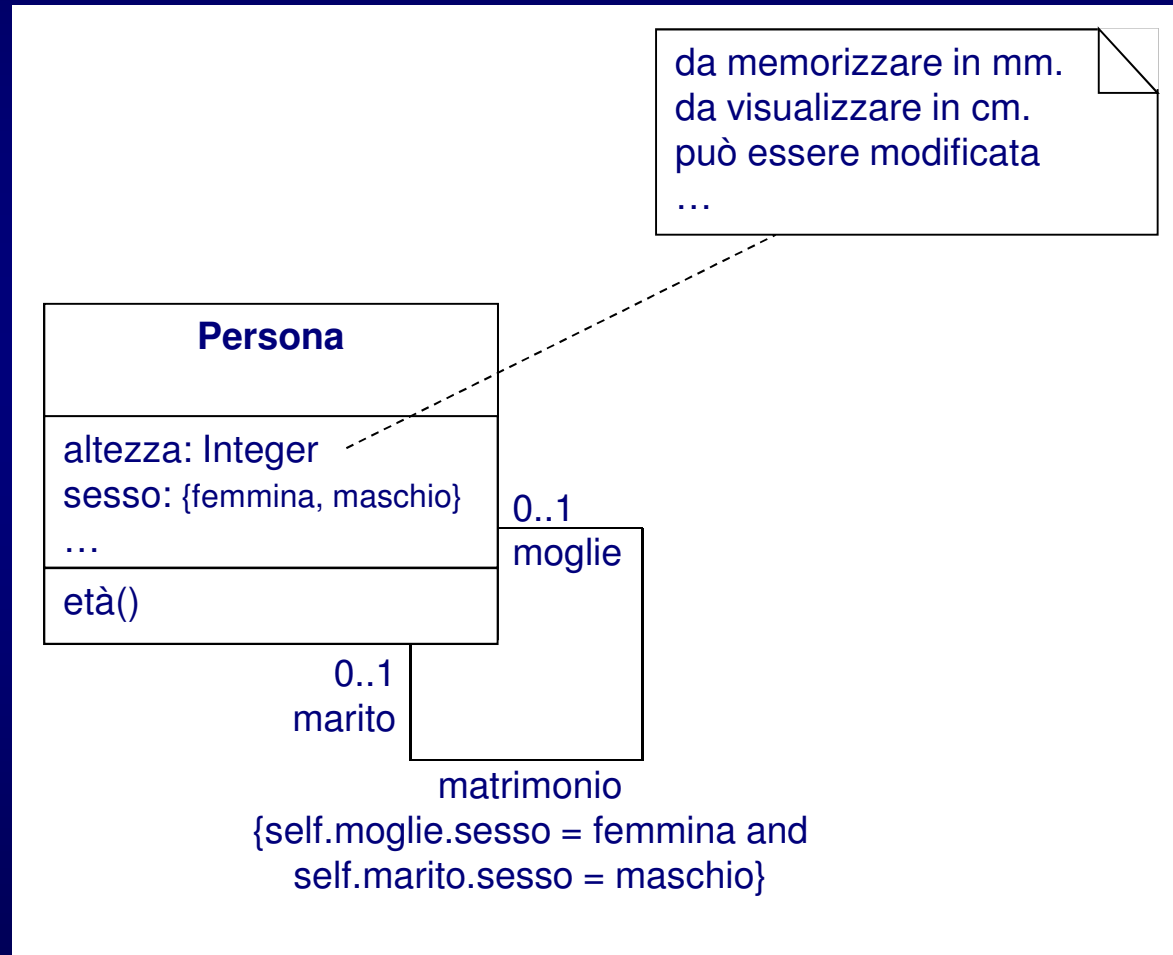 da memorizzare in mm.
da visualizzare in cm.
può essere modificata
…
Persona
altezza: Integer
sesso: {femmina, maschio}
…
età()
0..1
moglie
0..1
marito
matrimonio
{self.moglie.sesso = femmina and
self.marito.sesso = maschio}